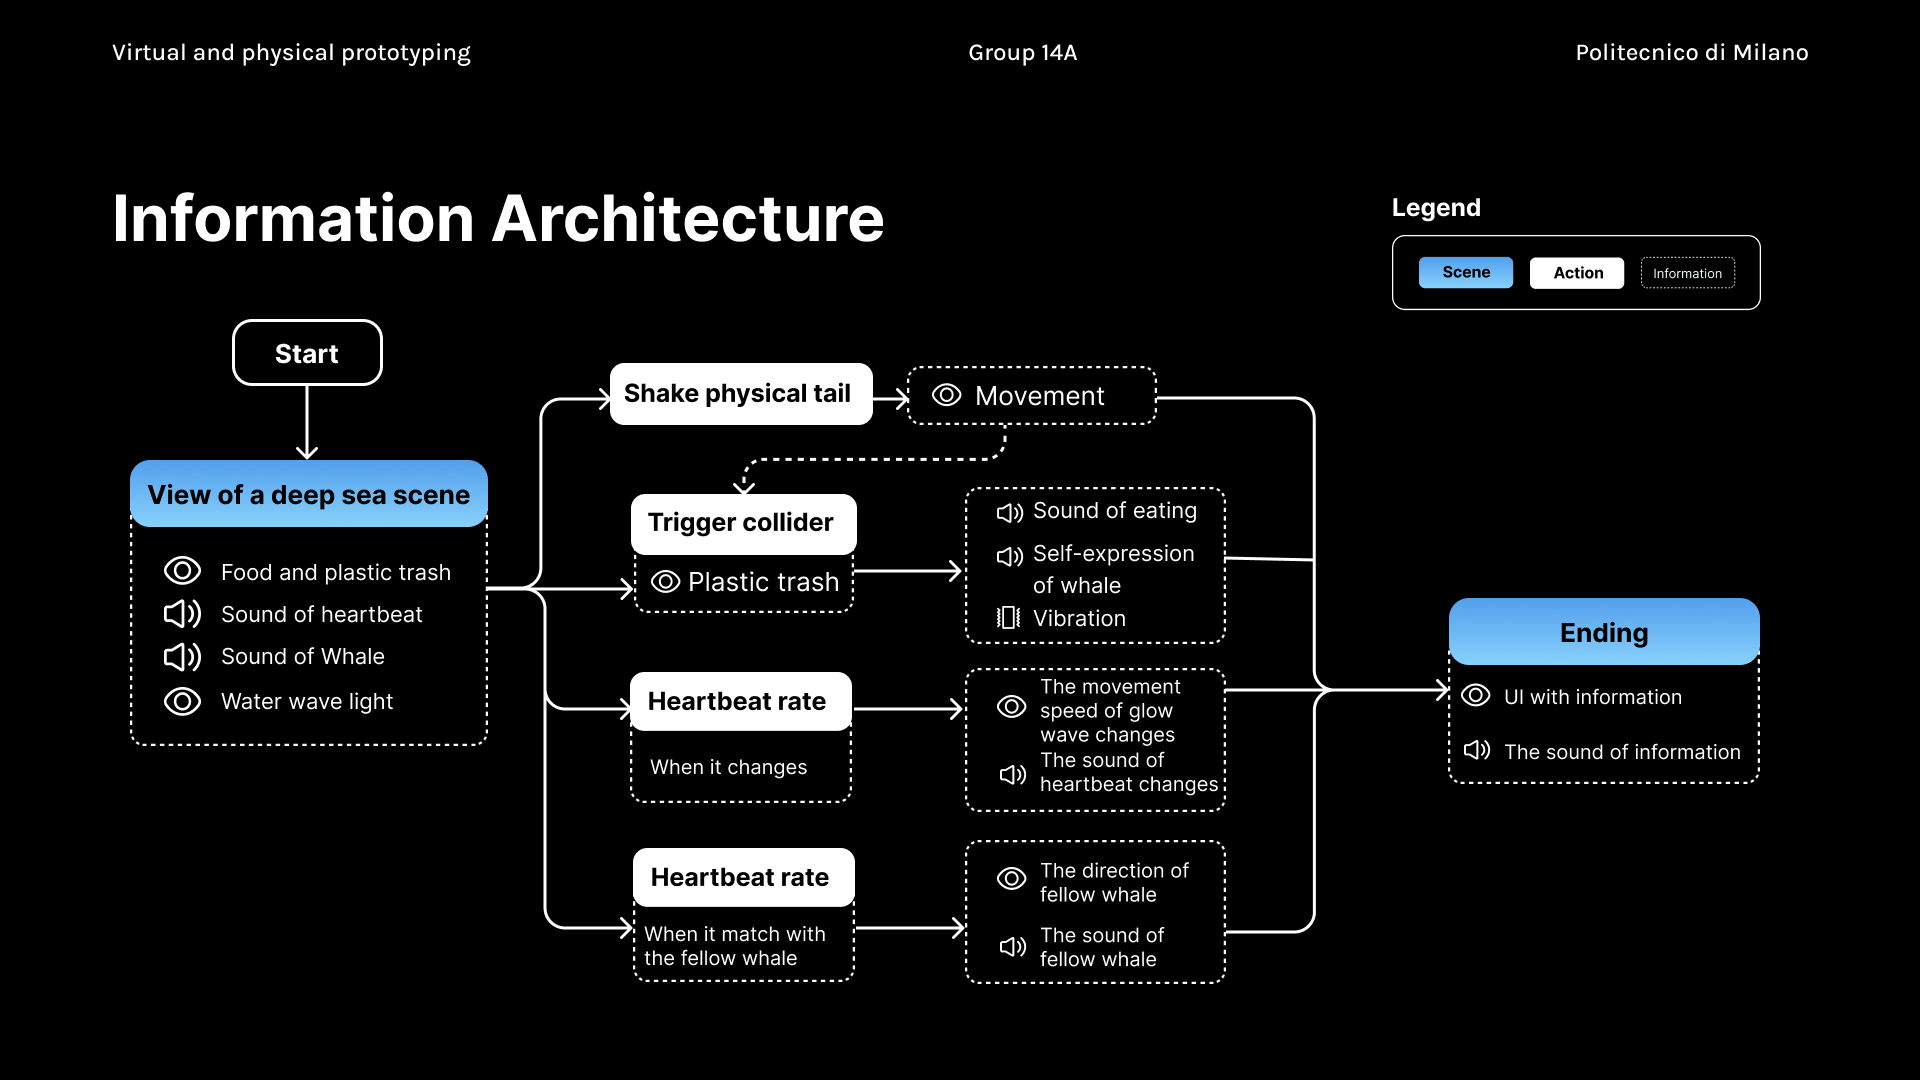 Virtual and physical prototyping
Group 14A
Politecnico di Milano
Information Architecture
Legend
Scene
Action
Information
Start
View of a deep sea scene
Food and plastic trash
Sound of heartbeat
Sound of Whale
Water wave light
Shake physical tail
Movement
Trigger collider
Plastic trash
Sound of eating
Self-expression
of whale
Vibration
Heartbeat rate
When it changes
The movement
speed of glow
wave changes
The sound of
heartbeat changes
Heartbeat rate
When it match with
the fellow whale
The direction of
fellow whale
The sound of
fellow whale
Ending
UI with information
The sound of information